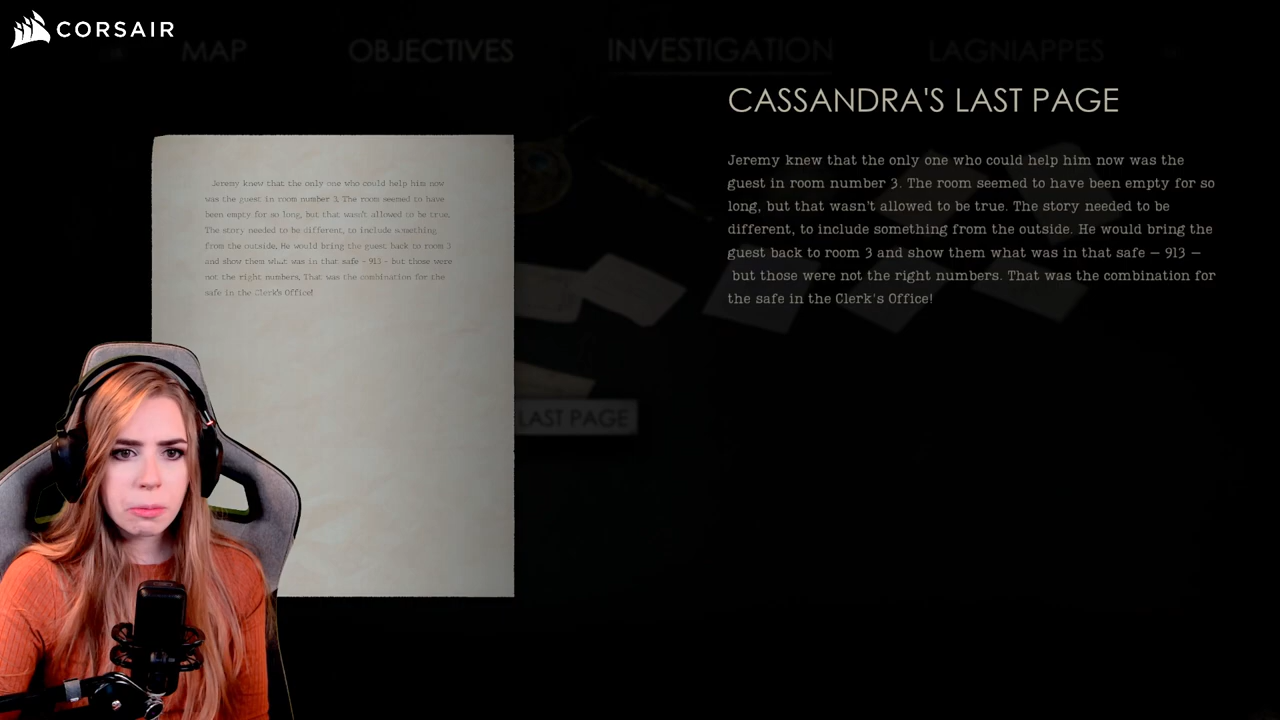 CORSAIR
MAP OBJECTIVES INVESTIGATION LAGNIAPPES
CASSANDRA'S LAST PAGE
Jeremy knew that the only one who could help him now
was the guest in room number 3. The room seemed to have
been empty for so long, but that wasn't allowed to be true.
The story needed to be different, to include something
from the outside. He would bring the guest back to room 3
and show them what was in that safe – 913 – but those were
not the right numbers. That was the combination for the
safe in the Clerk's Office!
Jeremy knew that the only one who could help him now was the
guest in room number 3. The room seemed to have been empty for so
long, but that wasn't allowed to be true. The story needed to be
different, to include something from the outside. He would bring the
guest back to room 3 and show them what was in that safe – 913 –
but those were not the right numbers. That was the combination for
the safe in the Clerk's Office!
LAST PAGE